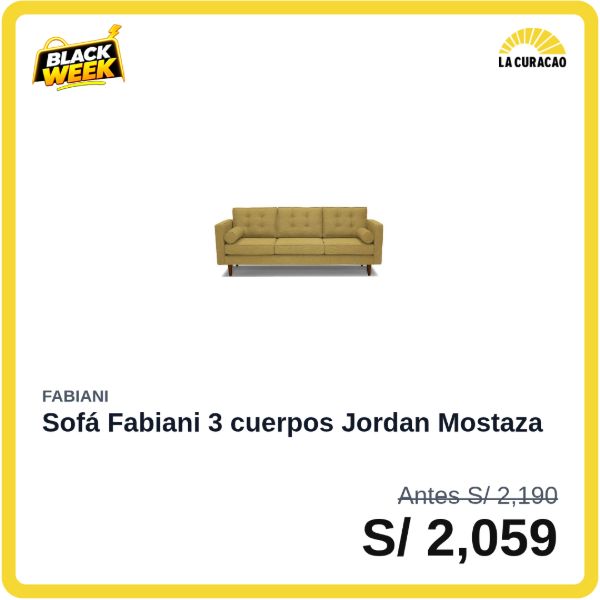 BLACK
WEEK
LA CURACAO
FABIANI
Sofá Fabiani 3 cuerpos Jordan Mostaza
Antes S/ 2,190
S/ 2,059